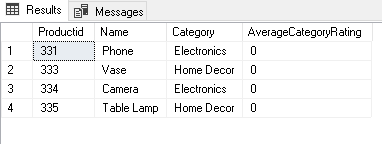 Results Messages
Productid Name Category AverageCategoryRating
1 331 Phone Electronics 0
2 333 Vase Home Decor 0
3 334 Camera Electronics 0
4 335 Table Lamp Home Decor 0